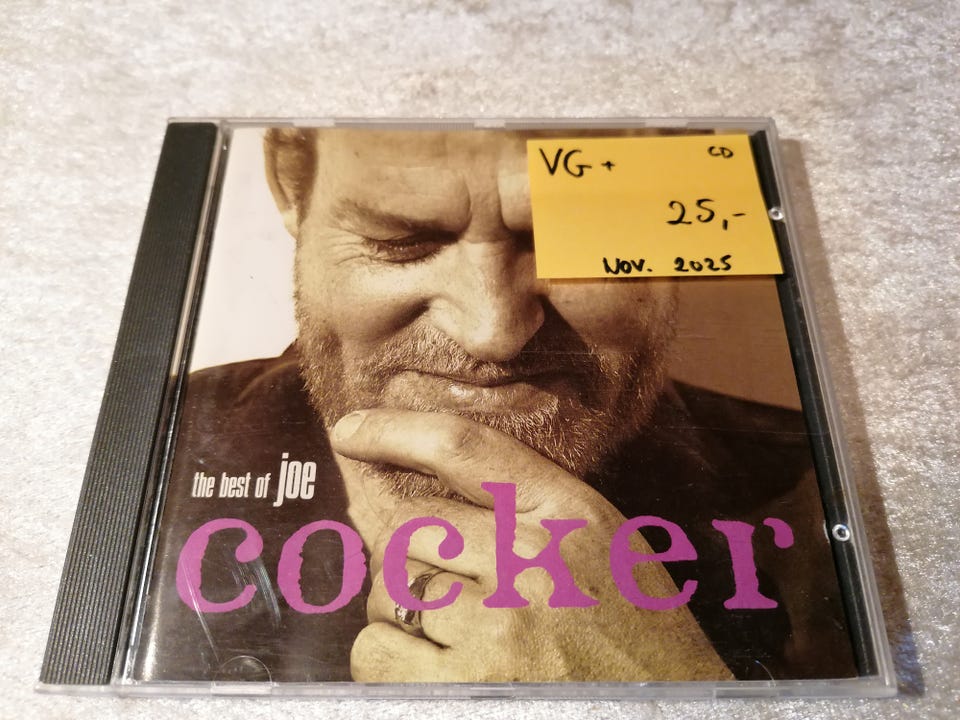 VG+ CD
25,-
Nov. 2025
the best of joe
cocker